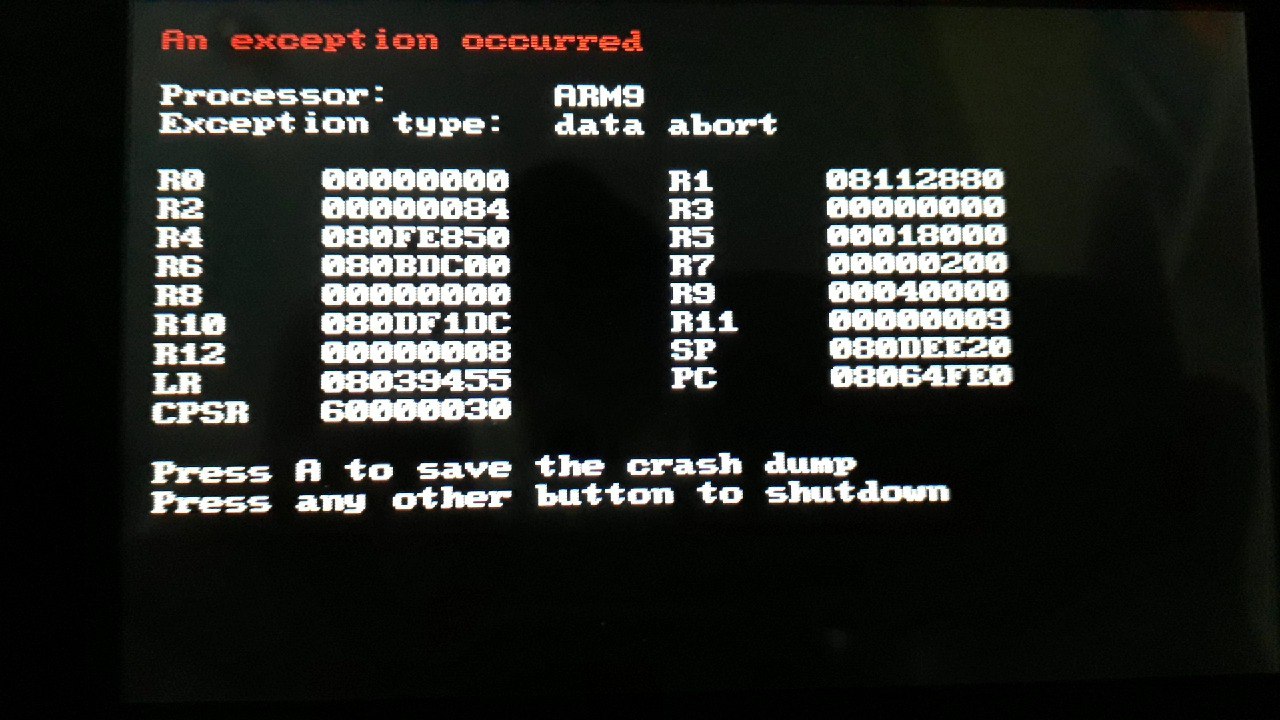 An exception occurred
Processor: ARM9
Exception type: data abort
R0 00000000 R1 08112880
R2 00000084 R3 00000000
R4 080FE850 R5 00018000
R6 080BDC00 R7 00000200
R8 00000000 R9 00040000
R10 080DF1DC R11 00000009
R12 00000008 SP 080DEE20
LR 08039455 PC 08064FE0
CPSR 60000030
Press A to save the crash dump
Press any other button to shutdown